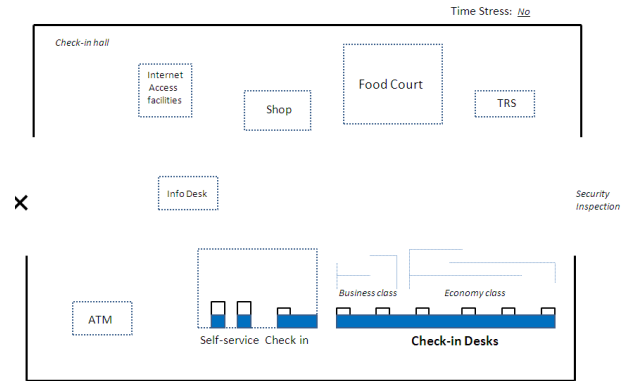 Time Stress: No
Check-in hall
Internet
Access
facilities
Shop
Food Court
TRS
Info Desk
Security
Inspection
Business class
Economy class
ATM
Self-service Check in
Check-in Desks